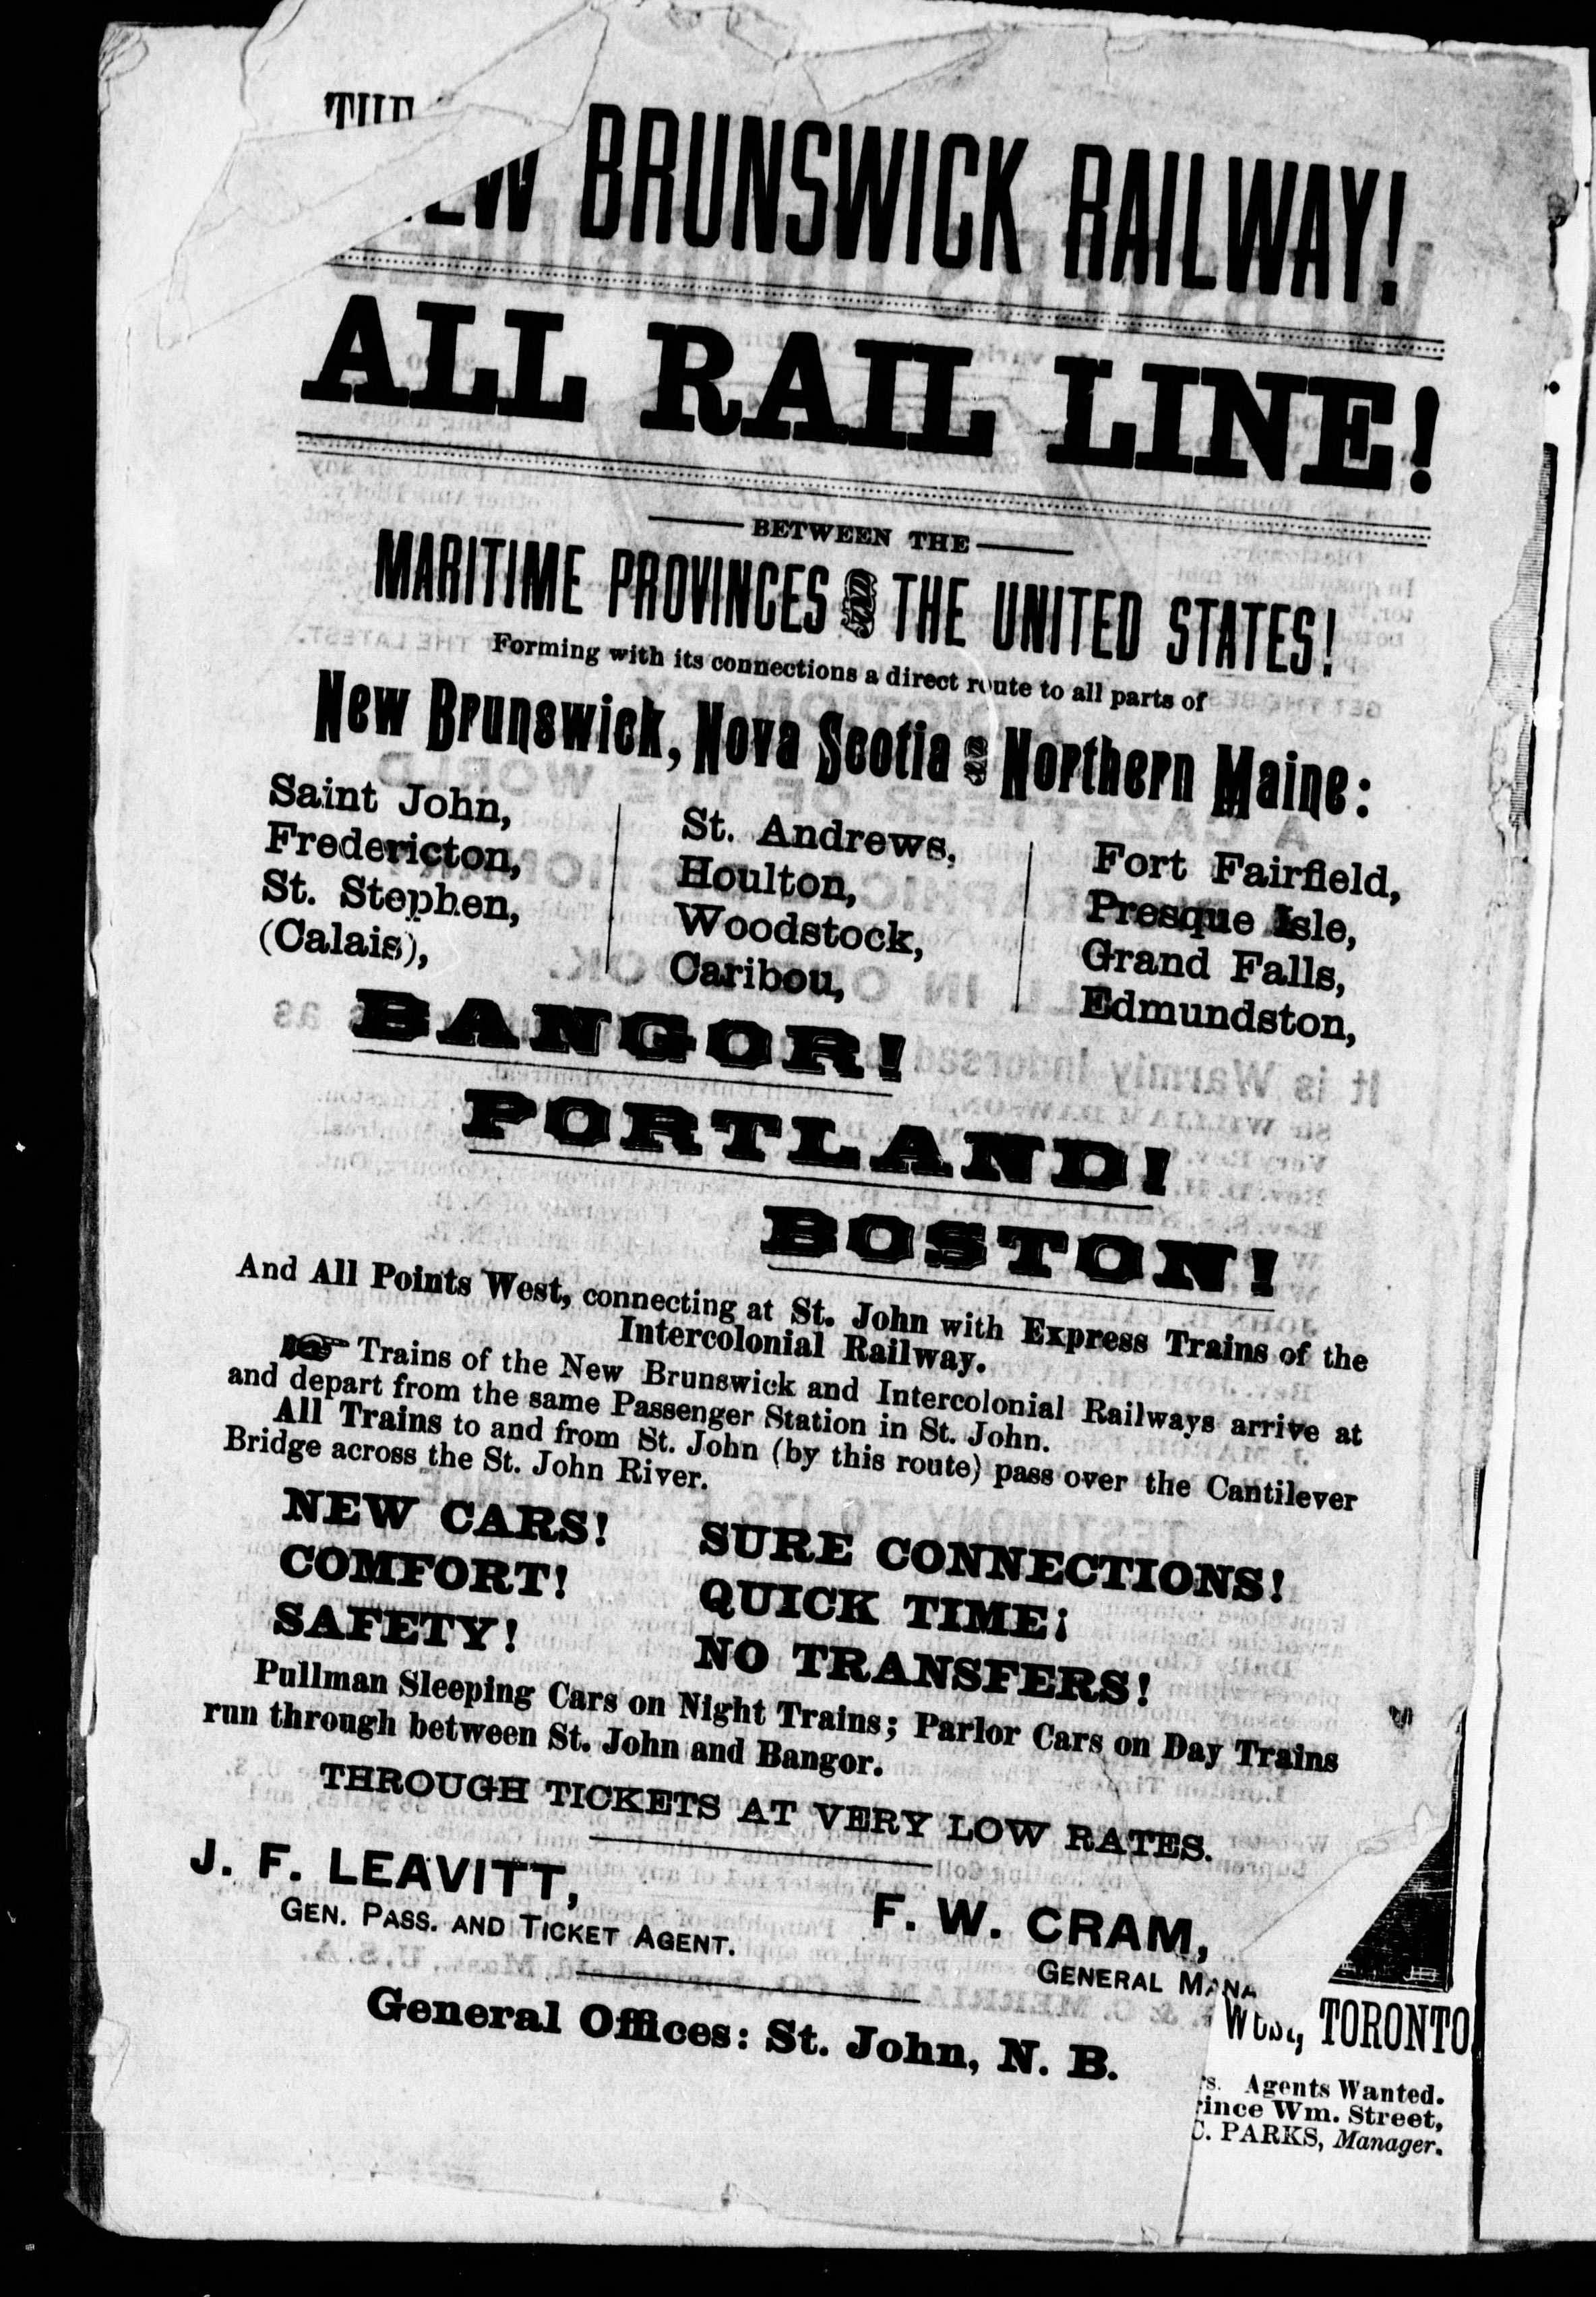 BRUNSWICK RAILWAY!
ALL RAIL LINE!
BETWEEN THE
MARITIME PROVINCES AND THE UNITED STATES!
Forming with its connections a direct route to all parts of
New Brunswick, Nova Scotia and Northern Maine:
Saint John,
Fredericton,
St. Stephen,
(Calais),
St. Andrews,
Houlton,
Woodstock,
Caribou,
Fort Fairfield,
Presque Isle,
Grand Falls,
Edmundston,
BANGOR!
PORTLAND!
BOSTON!
And All Points West, connecting at St. John with Express Trains of the
Intercolonial Railway.
☞ Trains of the New Brunswick and Intercolonial Railways arrive at
and depart from the same Passenger Station in St. John.
All Trains to and from St. John (by this route) pass over the Cantilever
Bridge across the St. John River.
NEW CARS!
COMFORT!
SAFETY!
SURE CONNECTIONS!
QUICK TIME¡
NO TRANSFERS!
Pullman Sleeping Cars on Night Trains; Parlor Cars on Day Trains
run through between St. John and Bangor.
THROUGH TICKETS AT VERY LOW RATES.
J. F. LEAVITT,
GEN. PASS. AND TICKET AGENT.
F. W. CRAM,
GENERAL MANA
General Offices: St. John, N. B.
West, TORONTO
Agents Wanted.
Wm. Street,
C. PARKS, Manager.